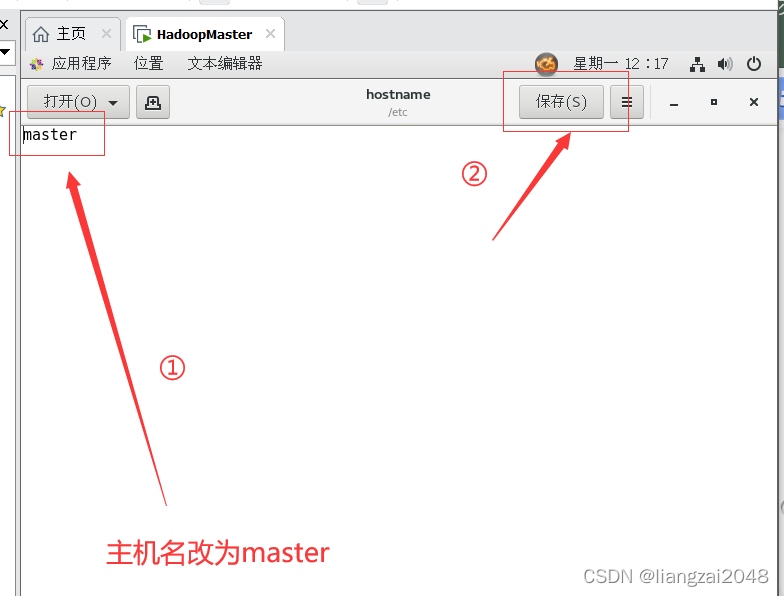 主页
HadoopMaster
应用程序 位置 文本编辑器 星期一 12：17
打开(O) hostname 保存(S)
/etc
master
②
①
主机名改为master
CSDN @liangzai2048